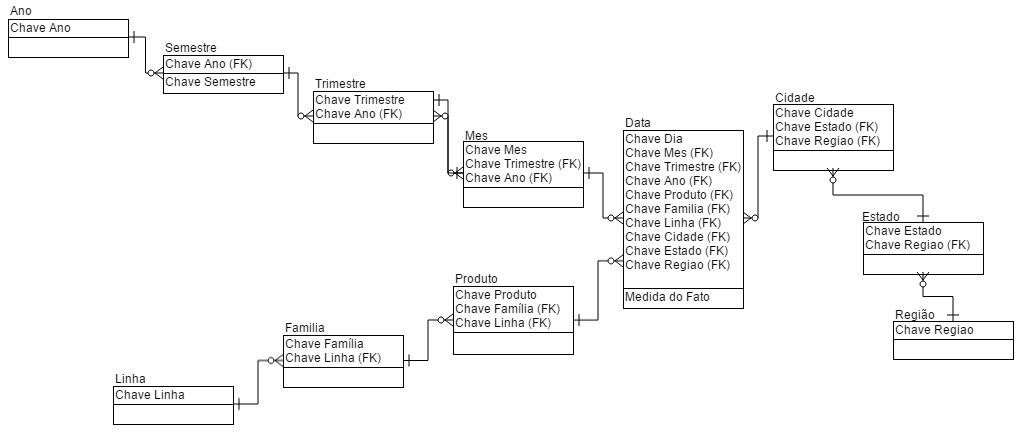 Ano
Chave Ano
Semestre
Chave Ano (FK)
Chave Semestre
Trimestre
Chave Trimestre
Chave Ano (FK)
Mes
Chave Mes
Chave Trimestre (FK)
Chave Ano (FK)
Data
Chave Dia
Chave Mes (FK)
Chave Trimestre (FK)
Chave Ano (FK)
Chave Produto (FK)
Chave Familia (FK)
Chave Linha (FK)
Chave Cidade (FK)
Chave Estado (FK)
Chave Regiao (FK)
Medida do Fato
Cidade
Chave Cidade
Chave Estado (FK)
Chave Regiao (FK)
Estado
Chave Estado
Chave Regiao (FK)
Região
Chave Regiao
Produto
Chave Produto
Chave Família (FK)
Chave Linha (FK)
Familia
Chave Família
Chave Linha (FK)
Linha
Chave Linha